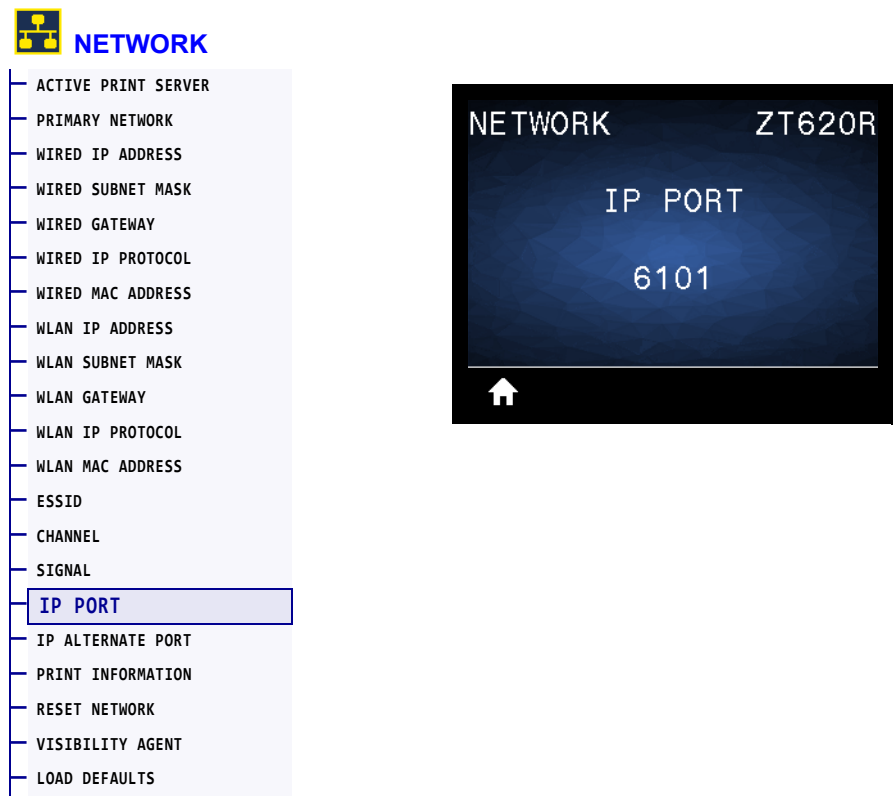 NETWORK
ACTIVE PRINT SERVER
PRIMARY NETWORK
WIRED IP ADDRESS
WIRED SUBNET MASK
WIRED GATEWAY
WIRED IP PROTOCOL
WIRED MAC ADDRESS
WLAN IP ADDRESS
WLAN SUBNET MASK
WLAN GATEWAY
WLAN IP PROTOCOL
WLAN MAC ADDRESS
ESSID
CHANNEL
SIGNAL
IP PORT
IP ALTERNATE PORT
PRINT INFORMATION
RESET NETWORK
VISIBILITY AGENT
LOAD DEFAULTS
NETWORK ZT620R
IP PORT
6101